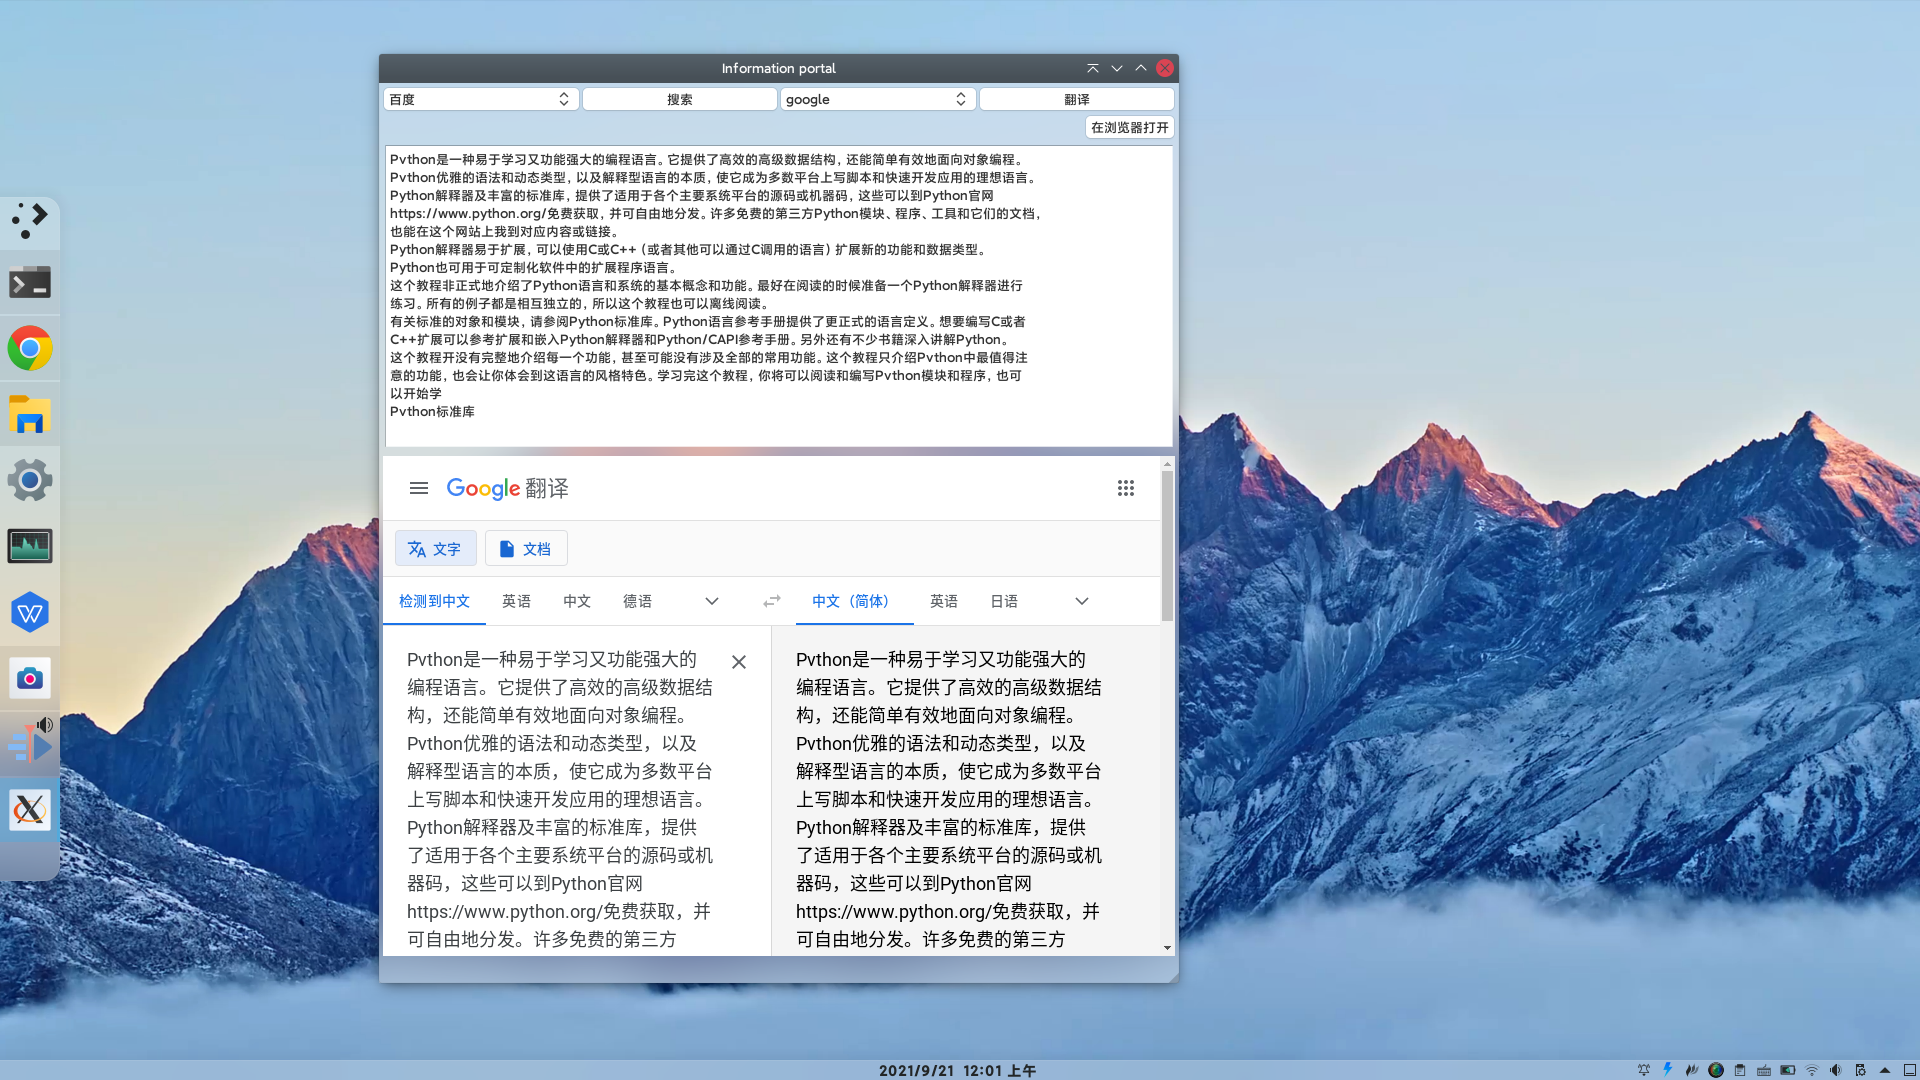 Information portal
百度
搜索
google
翻译
在浏览器打开
Pvthon是一种易于学习又功能强大的编程语言。它提供了高效的高级数据结构，还能简单有效地面向对象编程。
Pvthon优雅的语法和动态类型，以及解释型语言的本质，使它成为多数平台上写脚本和快速开发应用的理想语言。
Python解释器及丰富的标准库，提供了适用于各个主要系统平台的源码或机器码，这些可以到Python官网
https://www.python.org/免费获取，并可自由地分发。许多免费的第三方Python模块、程序、工具和它们的文档，
也能在这个网站上我到对应内容或链接。
Python解释器易于扩展，可以使用C或C++（或者其他可以通过C调用的语言）扩展新的功能和数据类型。
Python也可用于可定制化软件中的扩展程序语言。
这个教程非正式地介绍了Python语言和系统的基本概念和功能。最好在阅读的时候准备一个Python解释器进行
练习。所有的例子都是相互独立的，所以这个教程也可以离线阅读。
有关标准的对象和模块，请参阅Python标准库。Python语言参考手册提供了更正式的语言定义。想要编写C或者
C++扩展可以参考扩展和嵌入Python解释器和Python/CAPI参考手册。另外还有不少书籍深入讲解Python。
这个教程开没有完整地介绍每一个功能，甚至可能没有涉及全部的常用功能。这个教程只介绍Pvthon中最值得注
意的功能，也会让你体会到这语言的风格特色。学习完这个教程，你将可以阅读和编写Pvthon模块和程序，也可
以开始学
Pvthon标准库
Google 翻译
文字
文档
检测到中文
英语
中文
德语
中文（简体）
英语
日语
Pvthon是一种易于学习又功能强大的
编程语言。它提供了高效的高级数据结
构，还能简单有效地面向对象编程。
Pvthon优雅的语法和动态类型，以及
解释型语言的本质，使它成为多数平台
上写脚本和快速开发应用的理想语言。
Python解释器及丰富的标准库，提供
了适用于各个主要系统平台的源码或机
器码，这些可以到Python官网
https://www.python.org/免费获取，并
可自由地分发。许多免费的第三方
Pvthon是一种易于学习又功能强大的
编程语言。它提供了高效的高级数据结
构，还能简单有效地面向对象编程。
Pvthon优雅的语法和动态类型，以及
解释型语言的本质，使它成为多数平台
上写脚本和快速开发应用的理想语言。
Python解释器及丰富的标准库，提供
了适用于各个主要系统平台的源码或机
器码，这些可以到Python官网
https://www.python.org/免费获取，并
可自由地分发。许多免费的第三方
2021/9/21 12:01 上午